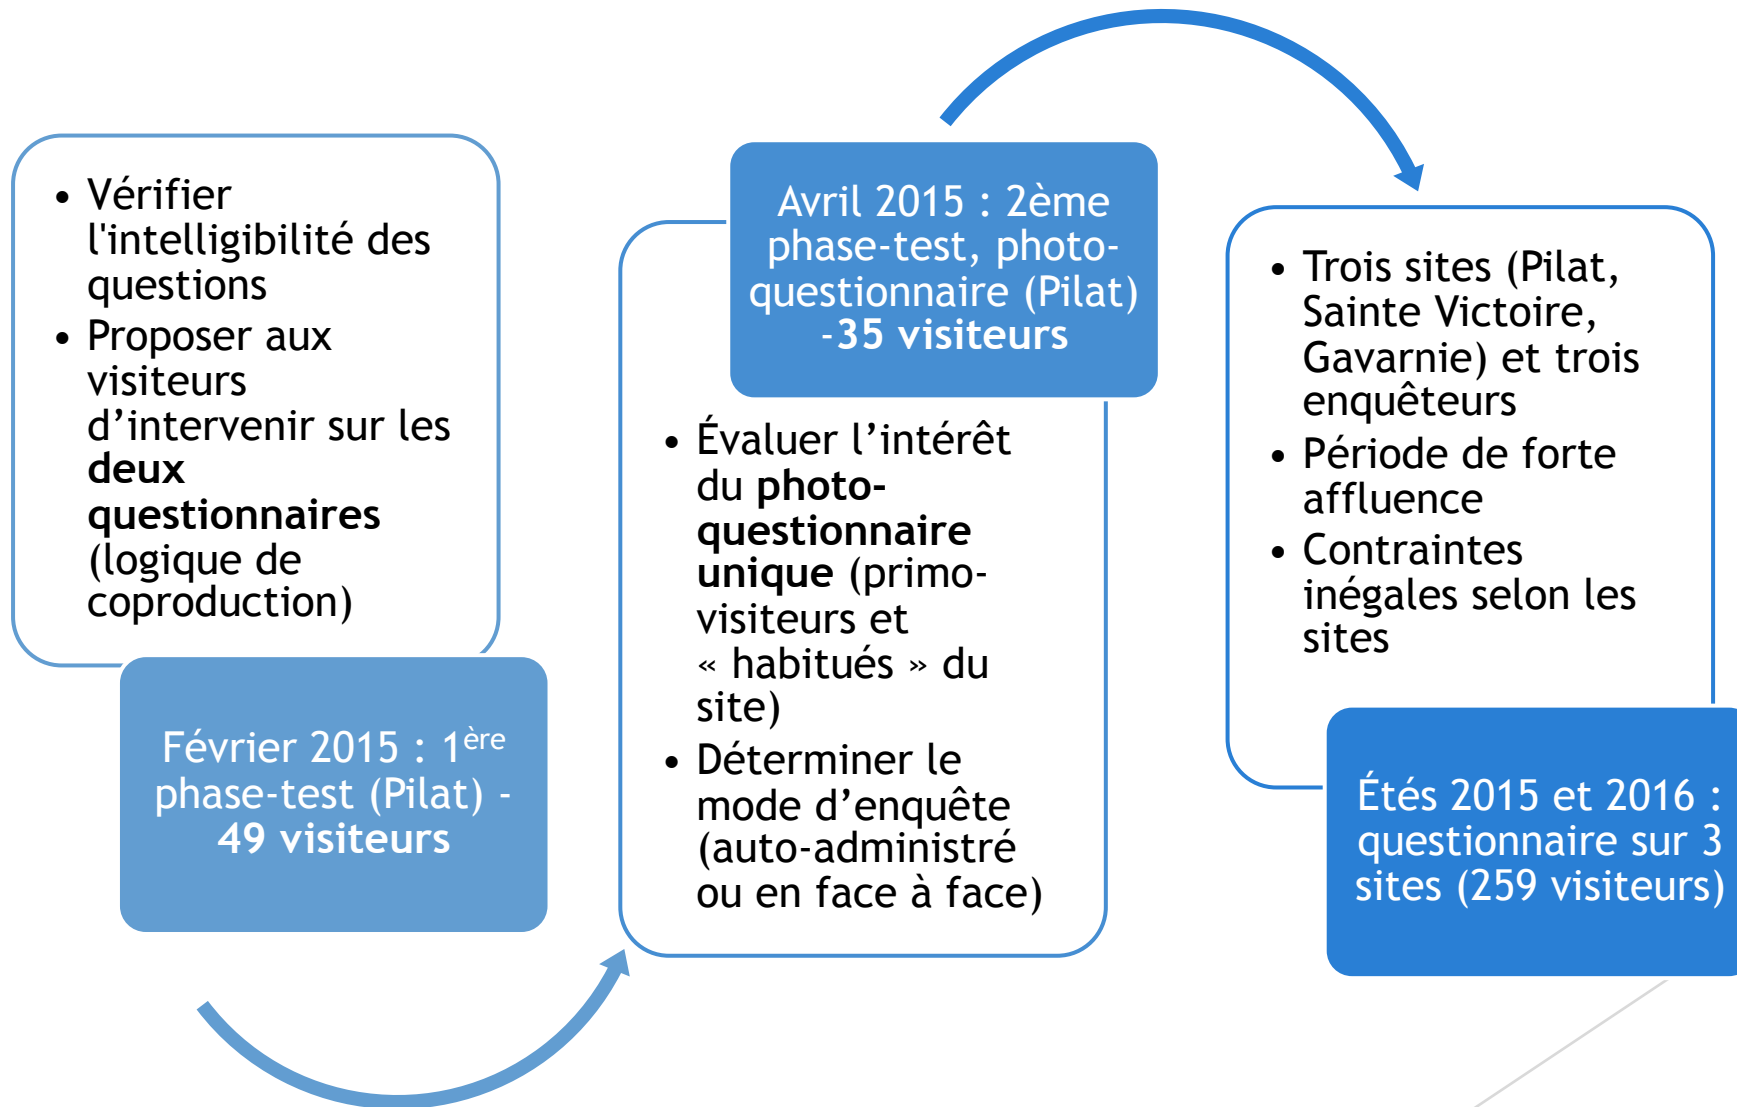 • Vérifier
l'intelligibilité des
questions
• Proposer aux
visiteurs
d’intervenir sur les
deux
questionnaires
(logique de
coproduction)
Février 2015 : 1ère
phase-test (Pilat) -
49 visiteurs
Avril 2015 : 2ème
phase-test, photo-
questionnaire (Pilat)
-35 visiteurs
• Évaluer l’intérêt
du photo-
questionnaire
unique (primo-
visiteurs et
« habitués » du
site)
• Déterminer le
mode d’enquête
(auto-administré
ou en face à face)
• Trois sites (Pilat,
Sainte Victoire,
Gavarnie) et trois
enquêteurs
• Période de forte
affluence
• Contraintes
inégales selon les
sites
Étés 2015 et 2016 :
questionnaire sur 3
sites (259 visiteurs)